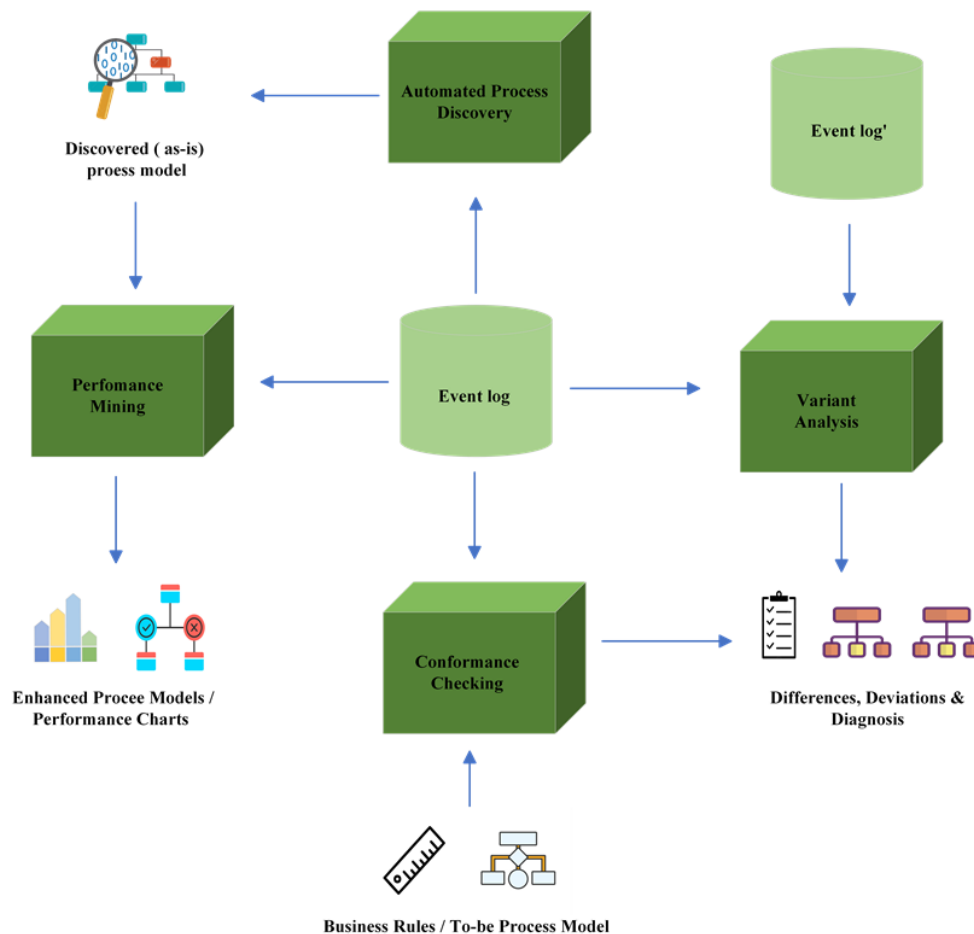 Automated Process
Discovery
Event log'
Discovered ( as-is)
proess model
Perfomance
Mining
Event log
Variant
Analysis
Conformance
Checking
Enhanced Procee Models /
Performance Charts
Differences, Deviations &
Diagnosis
Business Rules / To-be Process Model